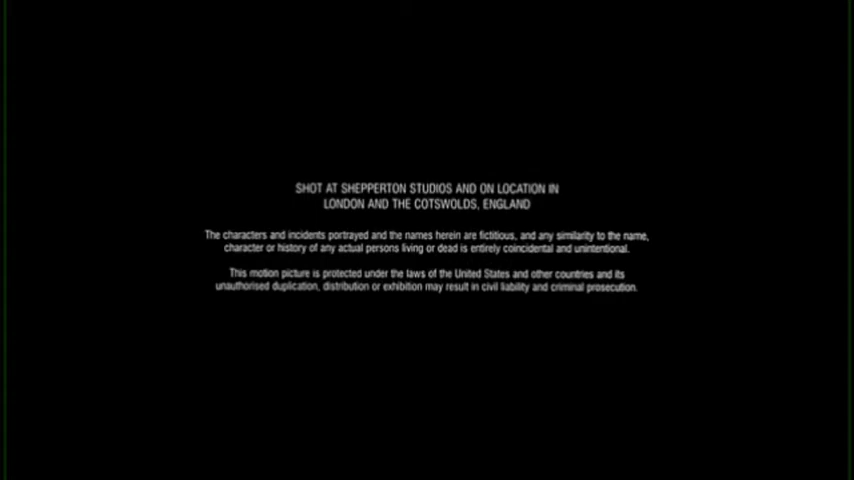 SHOT AT SHEPPERTON STUDIOS AND ON LOCATION IN
LONDON AND THE COTSWOLDS, ENGLAND
The characters and incidents portrayed and the names herein are fictitious, and any similarity to the name,
character or history of any actual persons living or dead is entirely coincidental and unintentional.
This motion picture is protected under the laws of the United States and other countries and its
unauthorised duplication, distribution or exhibition may result in civil liability and criminal prosecution.